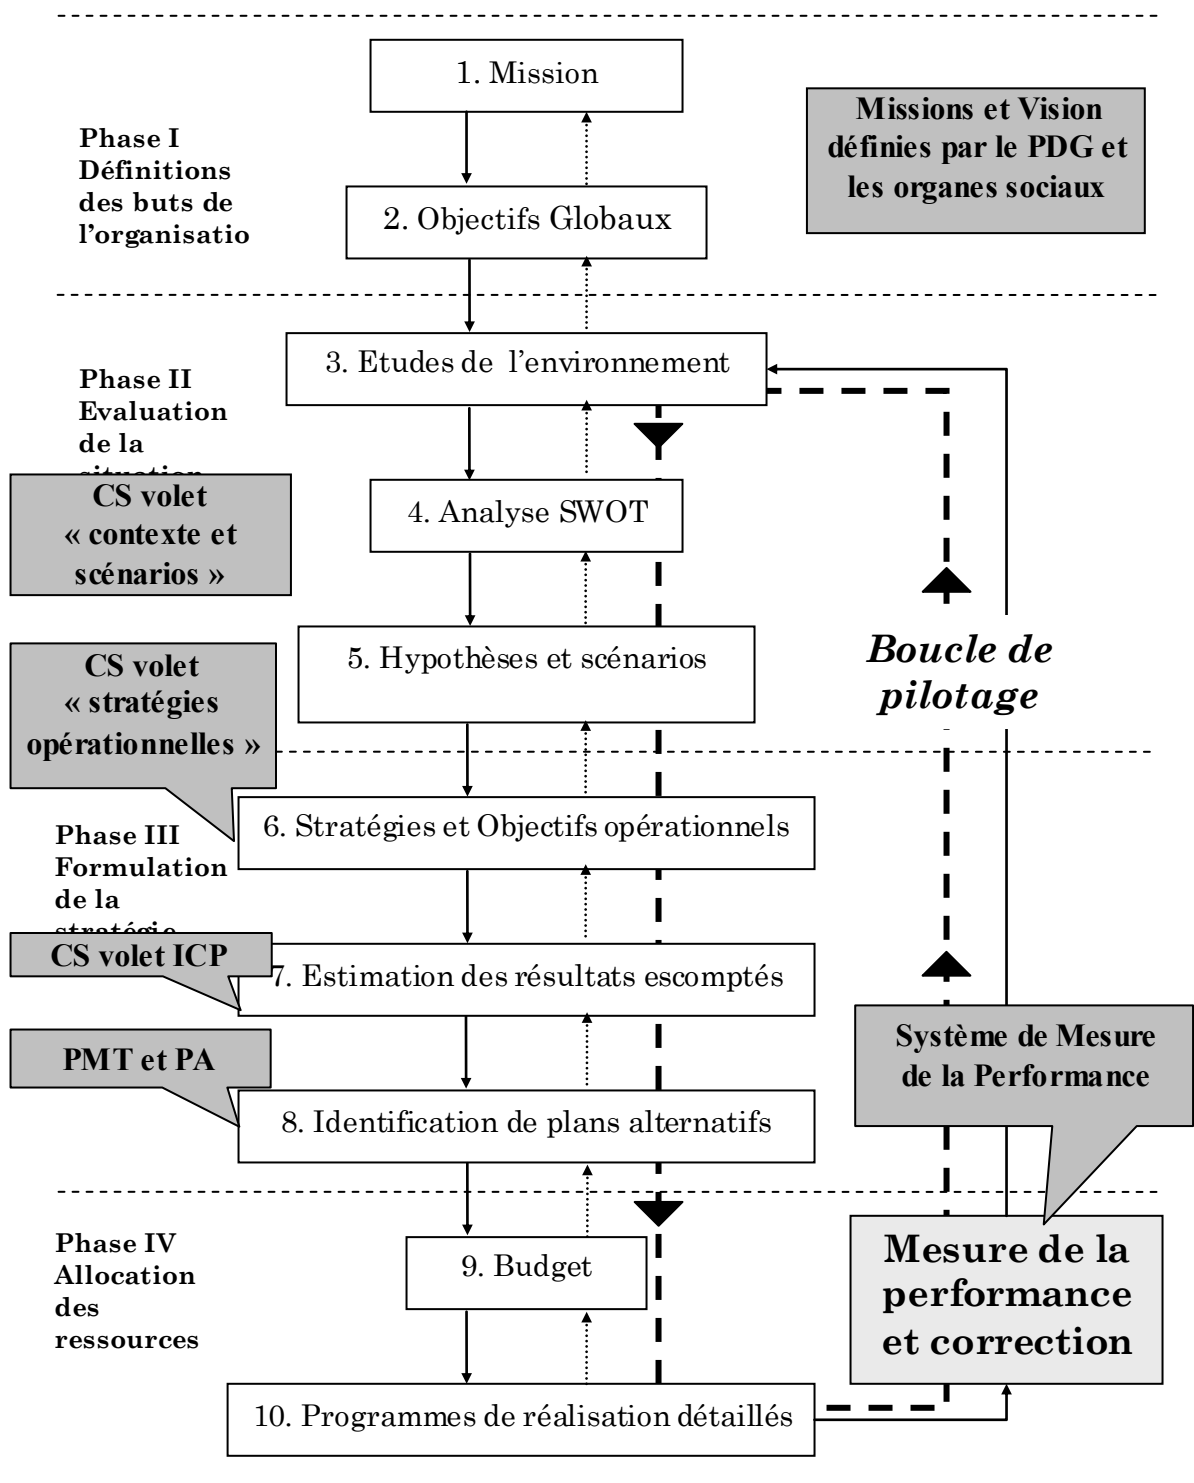 1. Mission
Missions et Vision
définies par le PDG et
les organes sociaux
Phase I
Définitions
des buts de
l'organisatio
2. Objectifs Globaux
3. Etudes de l'environnement
Phase II
Evaluation
de la
situation
CS volet
« contexte et
scénarios »
4. Analyse SWOT
5. Hypothèses et scénarios
Boucle de
pilotage
CS volet
« stratégies
opérationnelles »
6. Stratégies et Objectifs opérationnels
Phase III
Formulation
de la
stratégie
CS volet ICP
7. Estimation des résultats escomptés
PMT et PA
Système de Mesure
de la Performance
8. Identification de plans alternatifs
Phase IV
Allocation
des
ressources
9. Budget
Mesure de la
performance
et correction
10. Programmes de réalisation détaillés